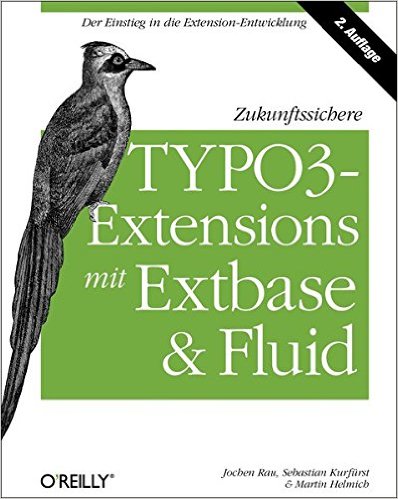 Der Einstieg in die Extension-Entwicklung
2. Auflage
Zukunftssichere
TYPO3-
Extensions
mit Extbase
& Fluid
Jochen Rau, Sebastian Kurfürst
& Martin Helmich
O'REILLY®